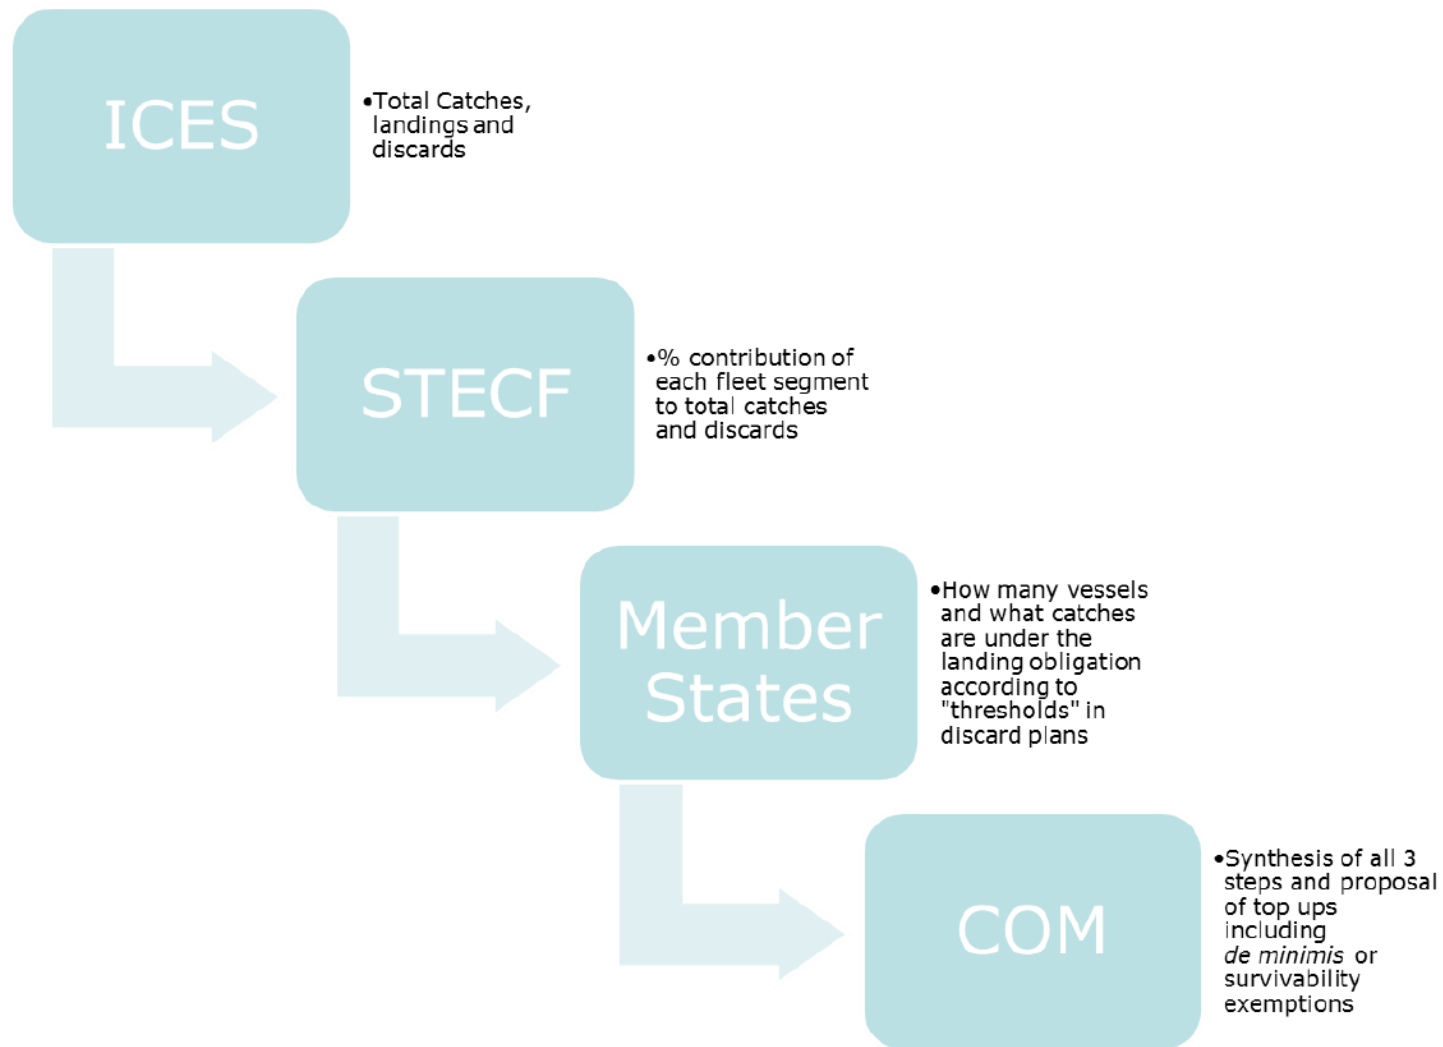 ICES
•Total Catches,
landings and
discards
STECF
•% contribution of
each fleet segment
to total catches
and discards
Member
States
•How many vessels
and what catches
are under the
landing obligation
according to
"thresholds" in
discard plans
COM
•Synthesis of all 3
steps and proposal
of top ups
including
de minimis or
survivability
exemptions